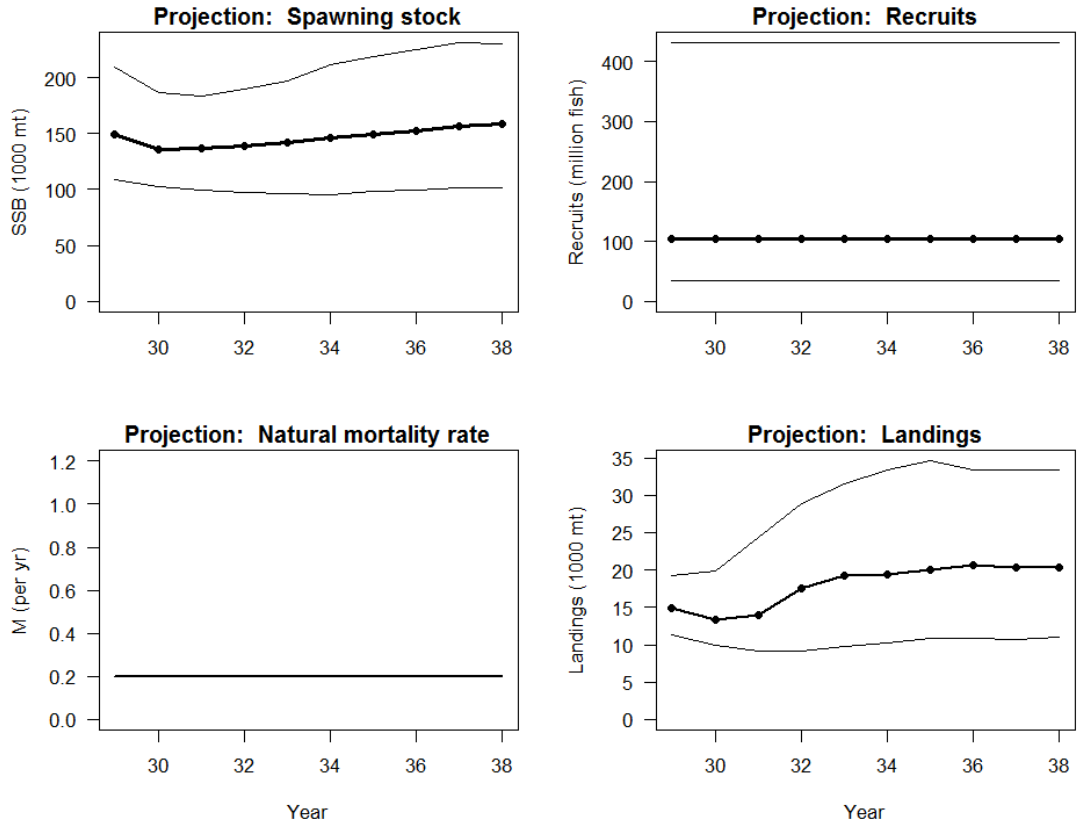 Projection: Spawning stock
SSB (1000 mt)
200
150
100
50
0
30 32 34 36 38
Projection: Recruits
Recruits (million fish)
400
300
200
100
0
30 32 34 36 38
Projection: Natural mortality rate
M (per yr)
1.2
1.0
0.8
0.6
0.4
0.2
0.0
30 32 34 36 38
Year
Projection: Landings
Landings (1000 mt)
35
30
25
20
15
10
5
0
30 32 34 36 38
Year